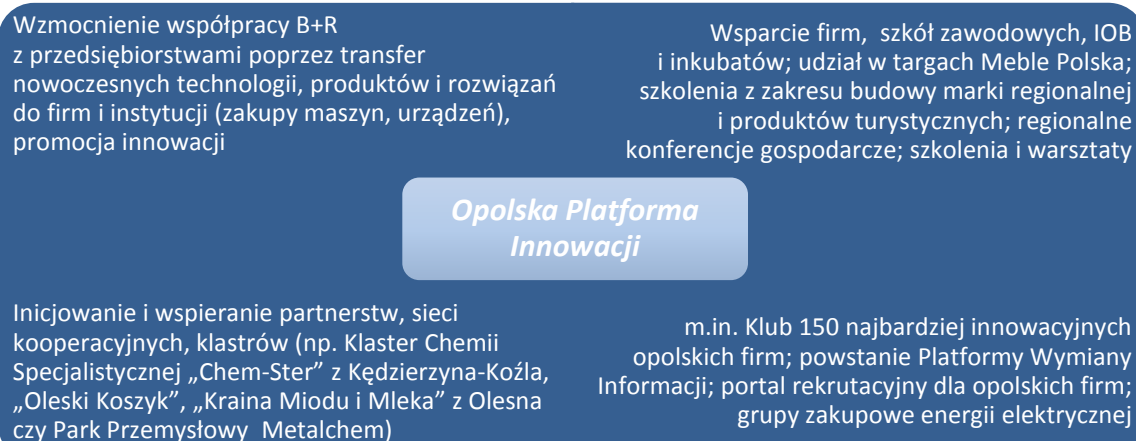 Wzmocnienie współpracy B+R
z przedsiębiorstwami poprzez transfer
nowoczesnych technologii, produktów i rozwiązań
do firm i instytucji (zakupy maszyn, urządzeń),
promocja innowacji
Wsparcie firm, szkół zawodowych, IOB
i inkubatów; udział w targach Meble Polska;
szkolenia z zakresu budowy marki regionalnej
i produktów turystycznych; regionalne
konferencje gospodarcze; szkolenia i warsztaty
Opolska Platforma
Innowacji
Inicjowanie i wspieranie partnerstw, sieci
kooperacyjnych, klastrów (np. Klaster Chemii
Specjalistycznej „Chem-Ster” z Kędzierzyna-Koźla,
„Oleski Koszyk”, „Kraina Miodu i Mleka” z Olesna
czy Park Przemysłowy Metalchem)
m.in. Klub 150 najbardziej innowacyjnych
opolskich firm; powstanie Platformy Wymiany
Informacji; portal rekrutacyjny dla opolskich firm;
grupy zakupowe energii elektrycznej